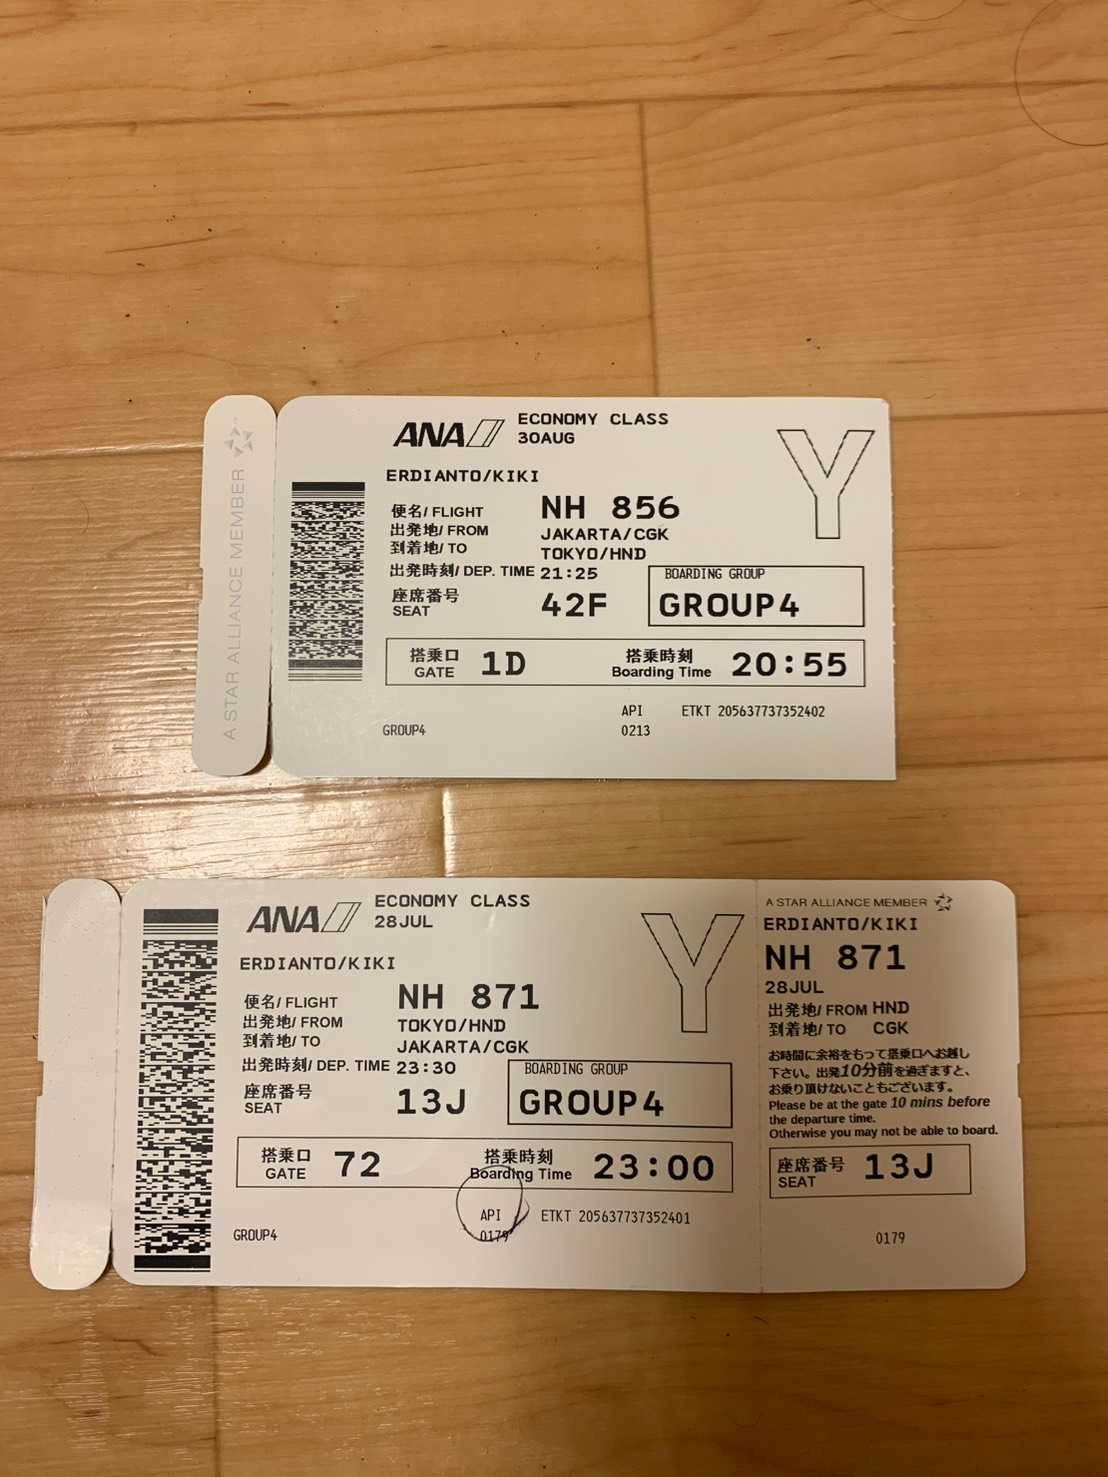 A STAR ALLIANCE MEMBER
ANA
ECONOMY CLASS
30AUG
Y
ERDIANTO/KIKI
便名/ FLIGHT NH 856
出発地/ FROM JAKARTA/CGK
到着地/ TO TOKYO/HND
出発時刻/ DEP. TIME 21:25
座席番号
SEAT 42F
BOARDING GROUP
GROUP4
搭乗口
GATE 1D
搭乗時刻
Boarding Time 20:55
API ETKT 205637737352402
GROUP4 0213
ANA
ECONOMY CLASS
28JUL
Y
ERDIANTO/KIKI
便名/ FLIGHT NH 871
出発地/ FROM TOKYO/HND
到着地/ TO JAKARTA/CGK
出発時刻/ DEP. TIME 23:30
座席番号
SEAT 13J
BOARDING GROUP
GROUP4
搭乗口
GATE 72
搭乗時刻
Boarding Time 23:00
API ETKT 205637737352401
GROUP4 0179
A STAR ALLIANCE MEMBER
ERDIANTO/KIKI
NH 871
28JUL
出発地/ FROM HND
到着地/ TO CGK
お時間に余裕をもって搭乗口へお越し
下さい。出発10分前を過ぎますと、
お乗り頂けないこともございます。
Please be at the gate 10 mins before
the departure time.
Otherwise you may not be able to board.
座席番号
SEAT 13J
0179